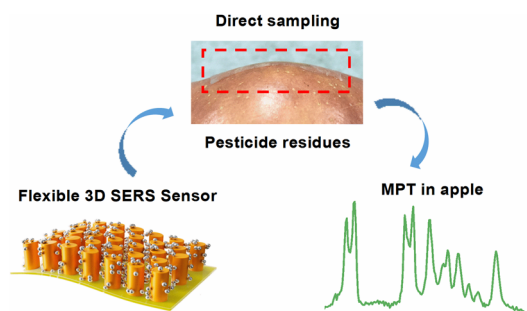 Direct sampling
Pesticide residues
Flexible 3D SERS Sensor
MPT in apple